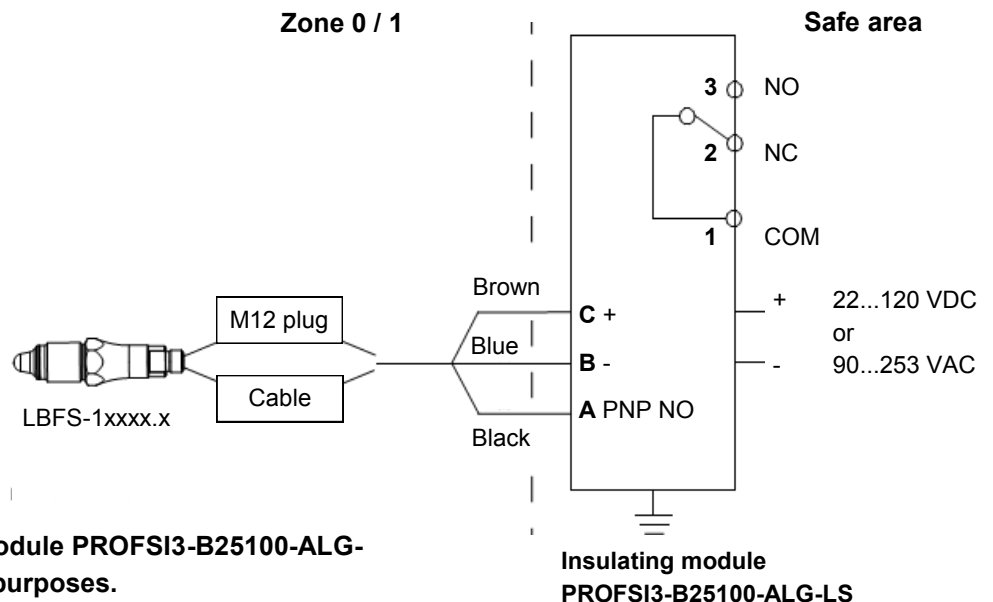 Zone 0 / 1
Safe area
3 NO
2 NC
1 COM
Brown
C +
+ 22...120 VDC
or
M12 plug
Blue
B -
- 90...253 VAC
Cable
A PNP NO
LBFS-1xxxx.x
Black
odule PROFSI3-B25100-ALG-
purposes.
Insulating module
PROFSI3-B25100-ALG-LS